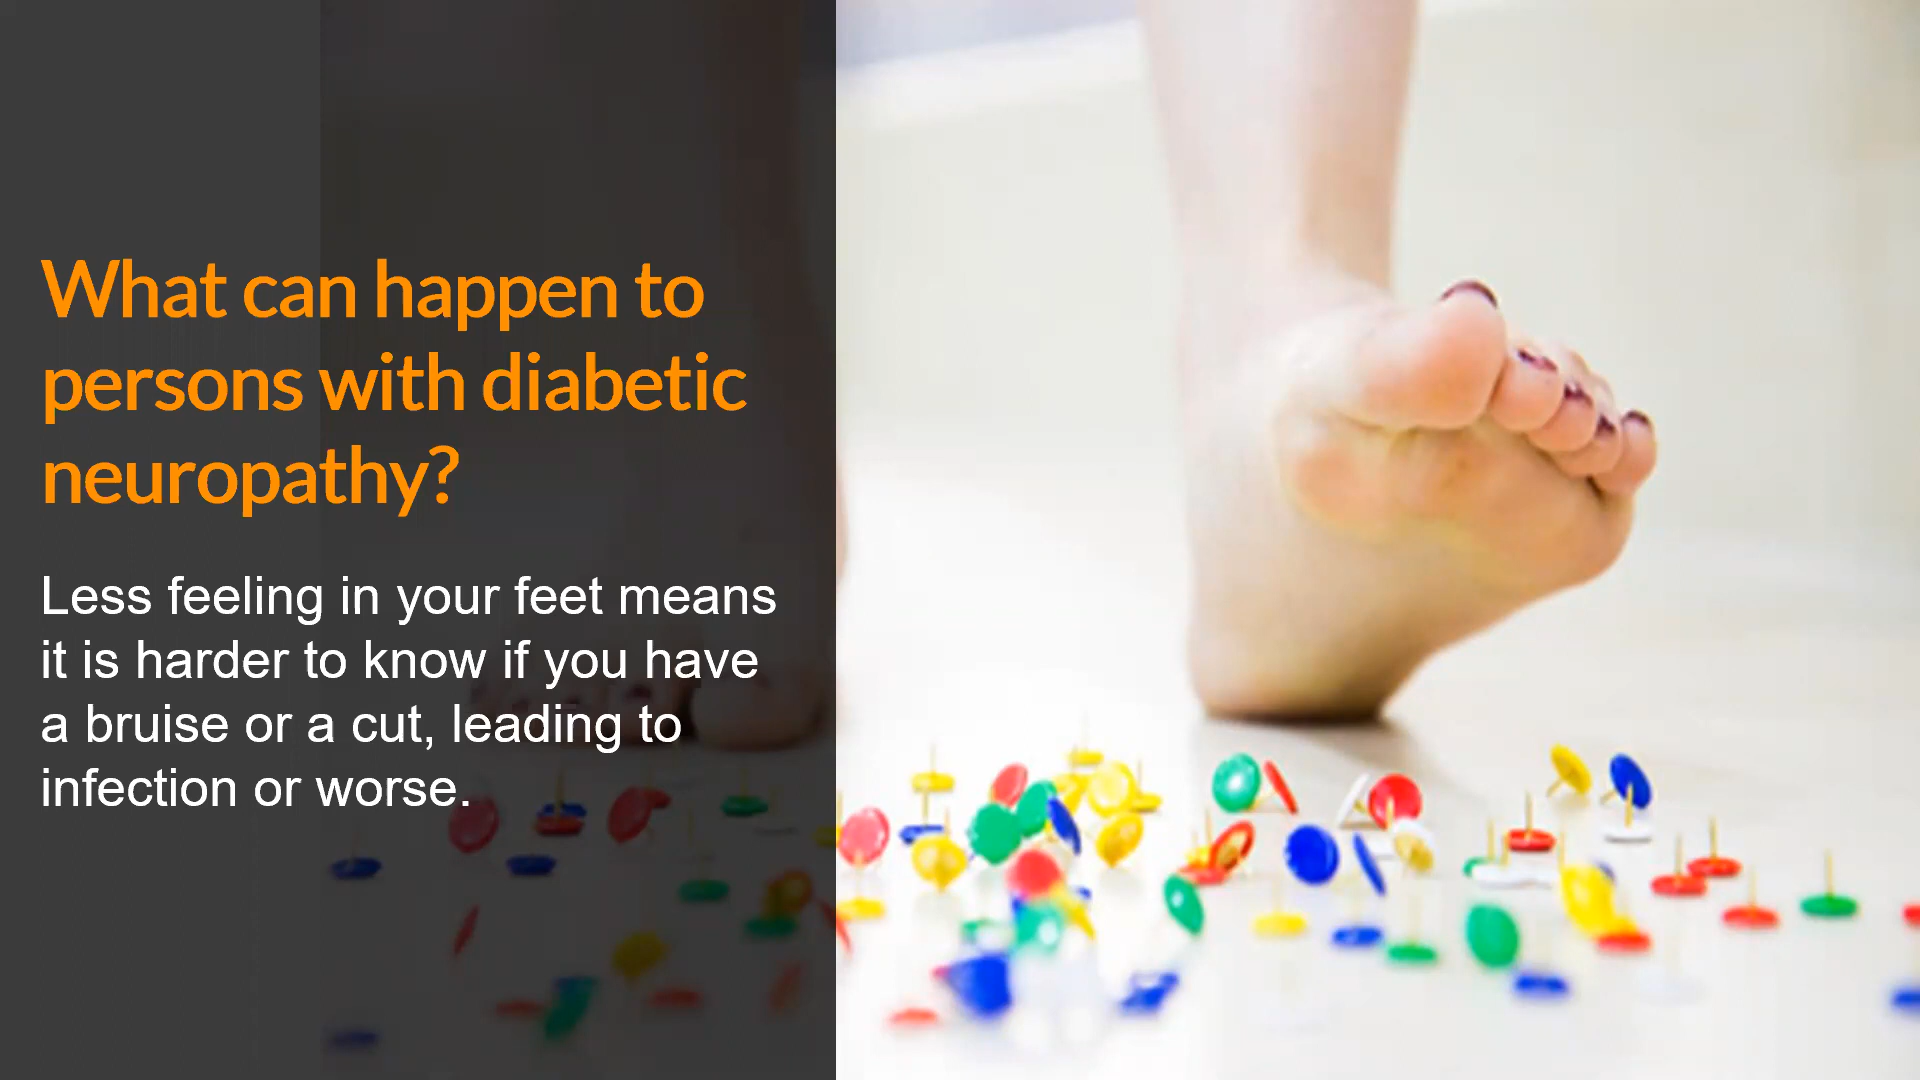 What can happen to
persons with diabetic
neuropathy?
Less feeling in your feet means
it is harder to know if you have
a bruise or a cut, leading to
infection or worse.